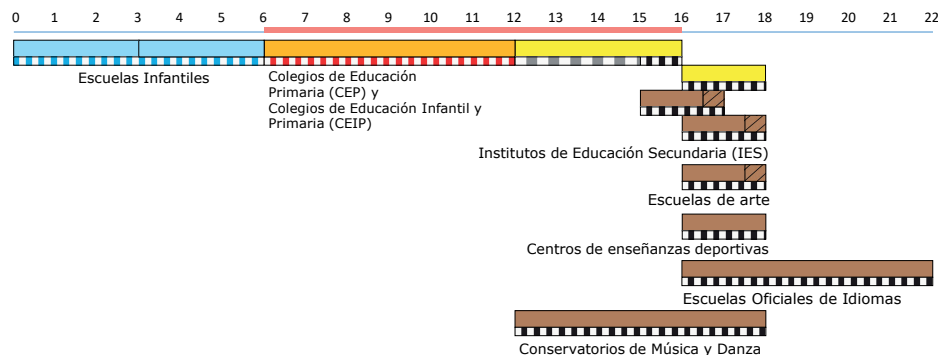 0 1 2 3 4 5 6 7 8 9 10 11 12 13 14 15 16 17 18 19 20 21 22
Escuelas Infantiles
Colegios de Educación
Primaria (CEP) y
Colegios de Educación Infantil y
Primaria (CEIP)
Institutos de Educación Secundaria (IES)
Escuelas de arte
Centros de enseñanzas deportivas
Escuelas Oficiales de Idiomas
Conservatorios de Música y Danza